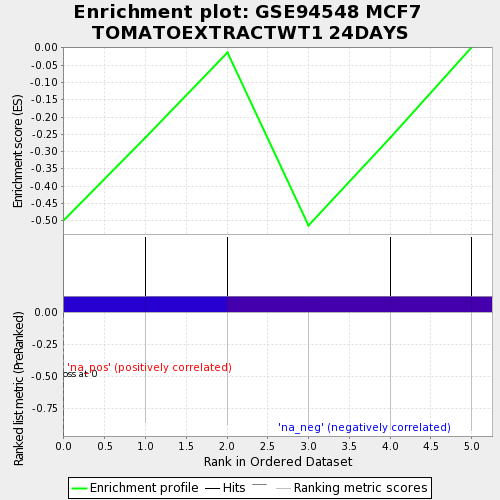 Enrichment plot: GSE94548 MCF7
TOMATOEXTRACTWT1 24DAYS
Enrichment score (ES)
0.00
-0.05
-0.10
-0.15
-0.20
-0.25
-0.30
-0.35
-0.40
-0.45
-0.50
Ranked list metric (PreRanked)
0.00
-0.25
-0.50
-0.75
'na_pos' (positively correlated)
oss at 0
'na_neg' (negatively correlated)
0.0 0.5 1.0 1.5 2.0 2.5 3.0 3.5 4.0 4.5 5.0
Rank in Ordered Dataset
Enrichment profile Hits Ranking metric scores